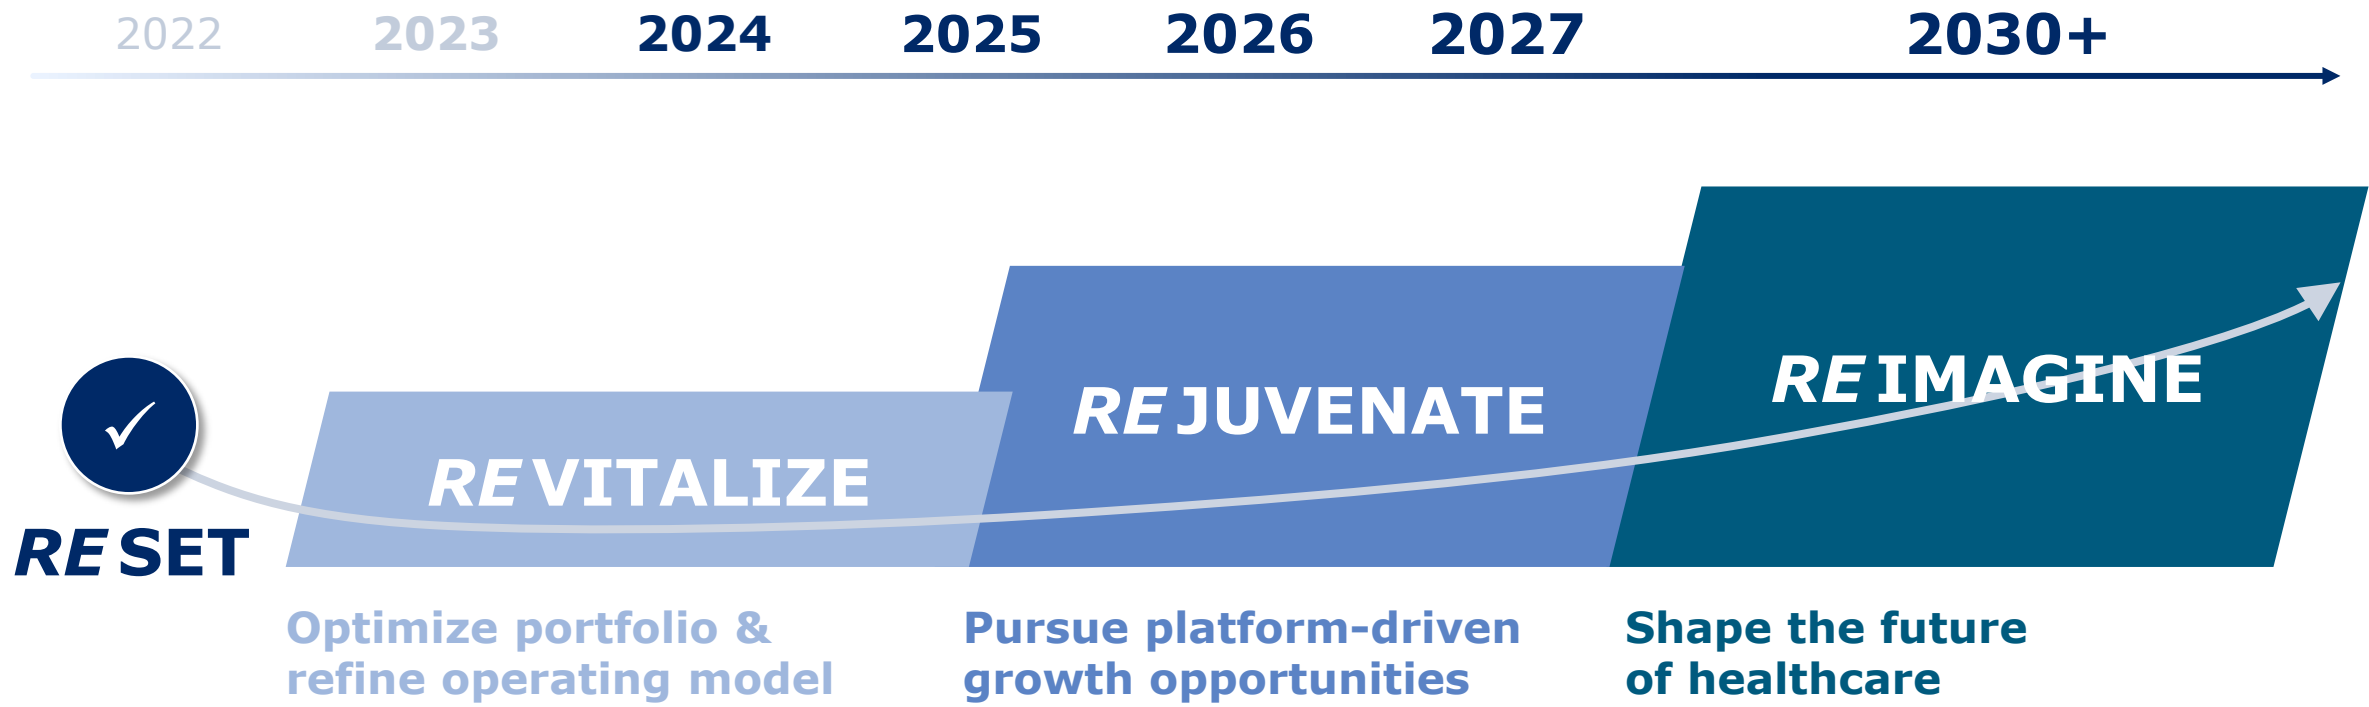 2022 2023 2024 2025 2026 2027 2030+
RESET
REVITALIZE
REJUVENATE
REIMAGINE
Optimize portfolio &
refine operating model
Pursue platform-driven
growth opportunities
Shape the future
of healthcare